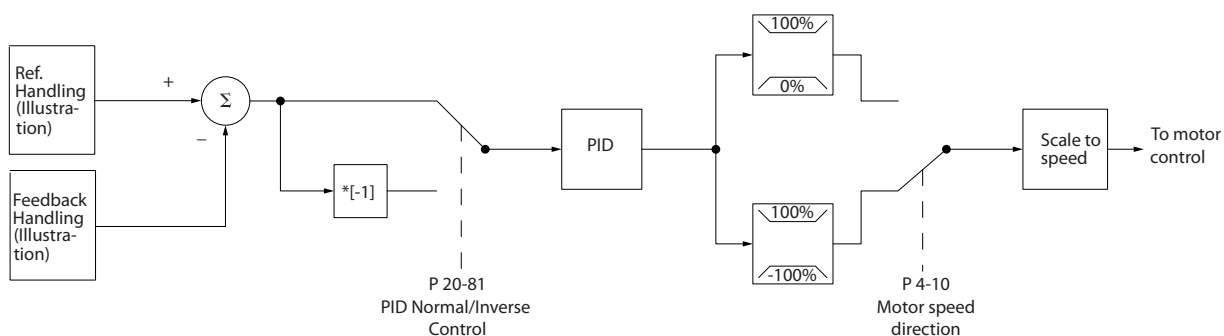 Ref.
Handling
(Illustra-
tion)
+
Σ
–
Feedback
Handling
(Illustra-
tion)
*[-1]
P 20-81
PID Normal/Inverse
Control
PID
100%
0%
100%
-100%
P 4-10
Motor speed
direction
Scale to
speed
To motor
control